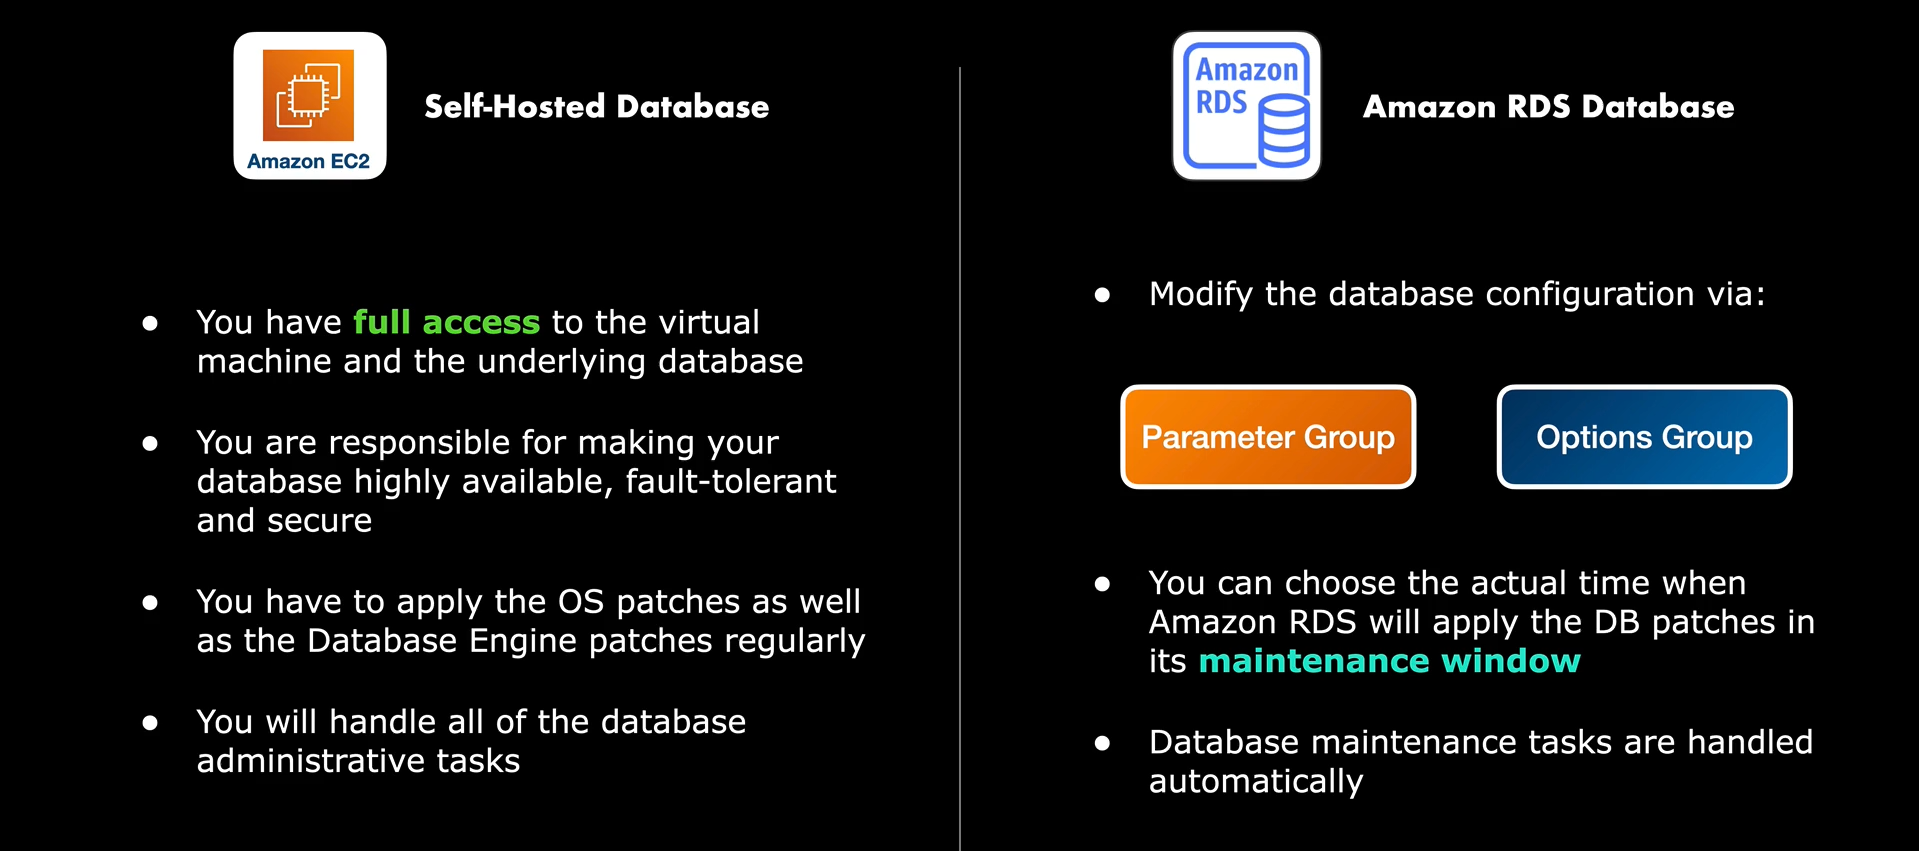 Amazon EC2
Self-Hosted Database
● You have full access to the virtual
machine and the underlying database
● You are responsible for making your
database highly available, fault-tolerant
and secure
● You have to apply the OS patches as well
as the Database Engine patches regularly
● You will handle all of the database
administrative tasks
Amazon
RDS
Amazon RDS Database
● Modify the database configuration via:
Parameter Group
Options Group
● You can choose the actual time when
Amazon RDS will apply the DB patches in
its maintenance window
● Database maintenance tasks are handled
automatically